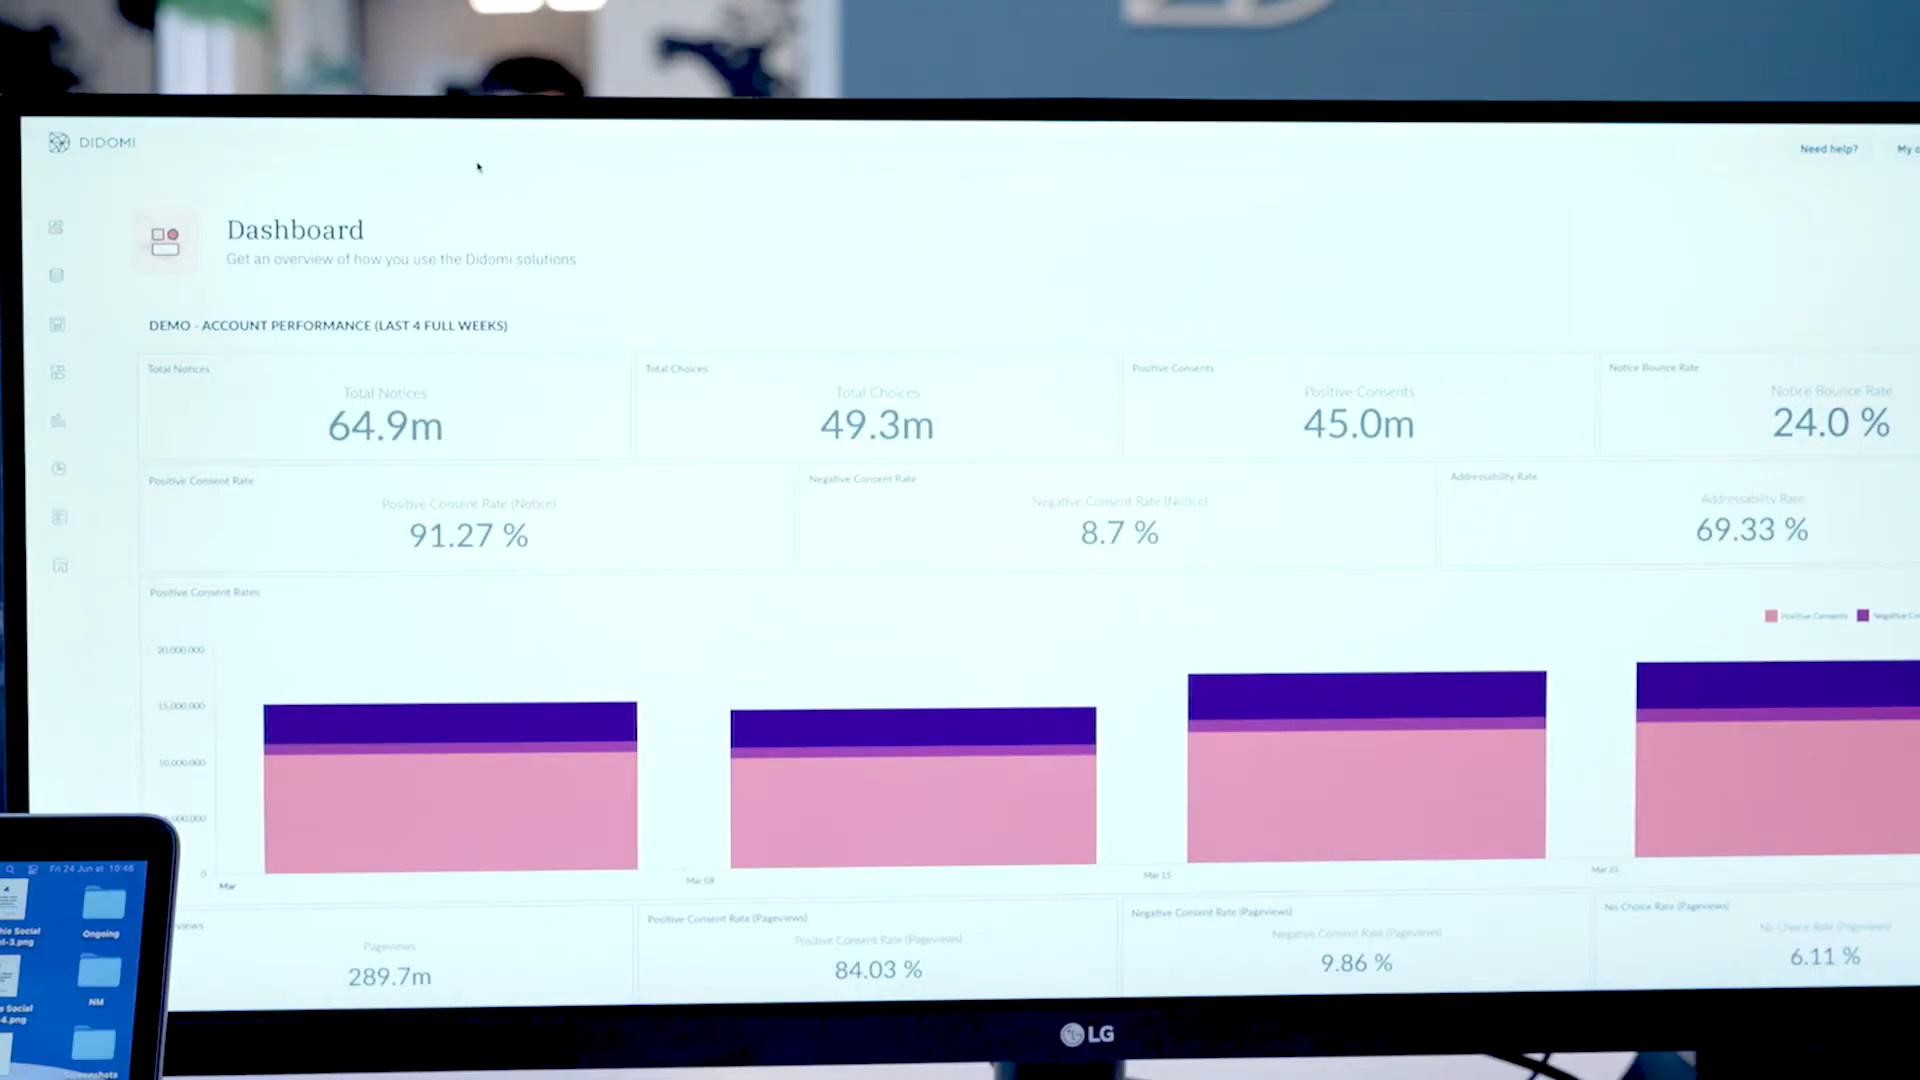 DIDOMI
Need help?
My
Dashboard
Get an overview of how you use the Didomi solutions
DEMO - ACCOUNT PERFORMANCE (LAST 4 FULL WEEKS)
Total Notices
Total Choices
Positive Consents
Notice Bounce Rate
Total Notices
Total Choices
Positive Consents
Notice Bounce Rate
64.9m
49.3m
45.0m
24.0 %
Positive Consent Rate
Negative Consent Rate
Addressability Rate
Positive Consent Rate (Notice)
Negative Consent Rate (Notice)
Addressability Rate
91.27 %
8.7 %
69.33 %
Positive Consent Rates
Positive Consents
Negative
20,000,000
15,000,000
10,000,000
0
Mar
Mar 08
Mar 15
Mar 22
Positive Consent Rate (Pageviews)
Negative Consent Rate (Pageviews)
No Choice Rate (Pageviews)
Pageviews
Positive Consent Rate (Pageviews)
Negative Consent Rate (Pageviews)
No Choice Rate (Pageviews)
289.7m
84.03 %
9.86 %
6.11 %
LG
Fri 24 Jun at 10:46
Social
Ongoing
NM
Social
Screenshots